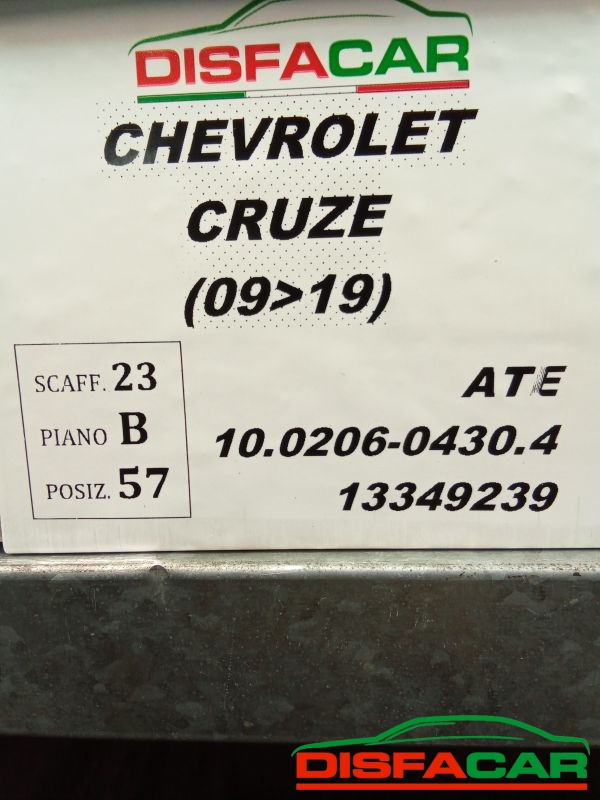 DISFACAR
CHEVROLET
CRUZE
(09>19)
SCAFF. 23
PIANO B
POSIZ. 57
ATE
10.0206-0430.4
13349239
DISFACAR